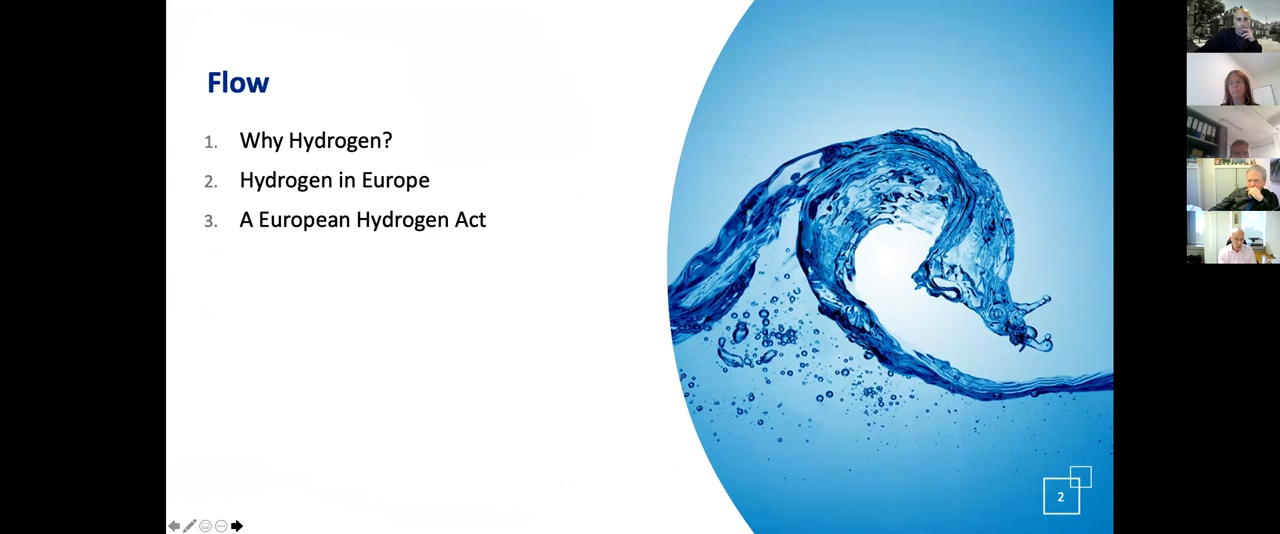 Flow
1. Why Hydrogen?
2. Hydrogen in Europe
3. A European Hydrogen Act
2